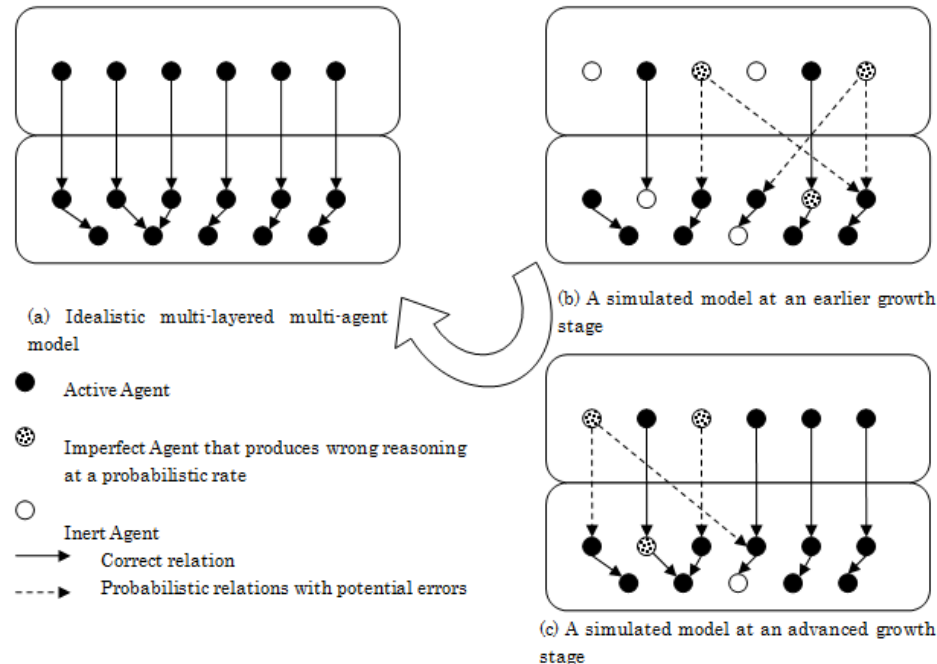 (a) Idealistic multi-layered multi-agent
model
(b) A simulated model at an earlier growth
stage
Active Agent
Imperfect Agent that produces wrong reasoning
at a probabilistic rate
Inert Agent
Correct relation
Probabilistic relations with potential errors
(c) A simulated model at an advanced growth
stage